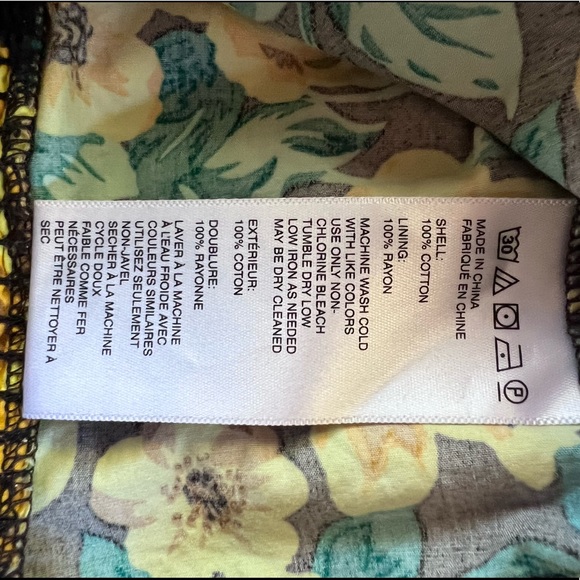 30
P
MADE IN CHINA
FABRIQUÉ EN CHINE
SHELL:
100% COTTON
LINING:
100% RAYON
MACHINE WASH COLD
WITH LIKE COLORS
USE ONLY NON-
CHLORINE BLEACH
TUMBLE DRY LOW
LOW IRON AS NEEDED
MAY BE DRY CLEANED
EXTÉRIEUR:
100% COTON
DOUBLURE:
100% RAYONNE
LAVER À LA MACHINE
À L'EAU FROIDE AVEC
COULEURS SIMILAIRES
UTILISEZ SEULEMENT
NON-JAVEL
SÉCHER À LA MACHINE
CYCLE DOUX
FAIBLE COMME FER
NÉCESSAIRES
PEUT ÊTRE NETTOYER À
SEC